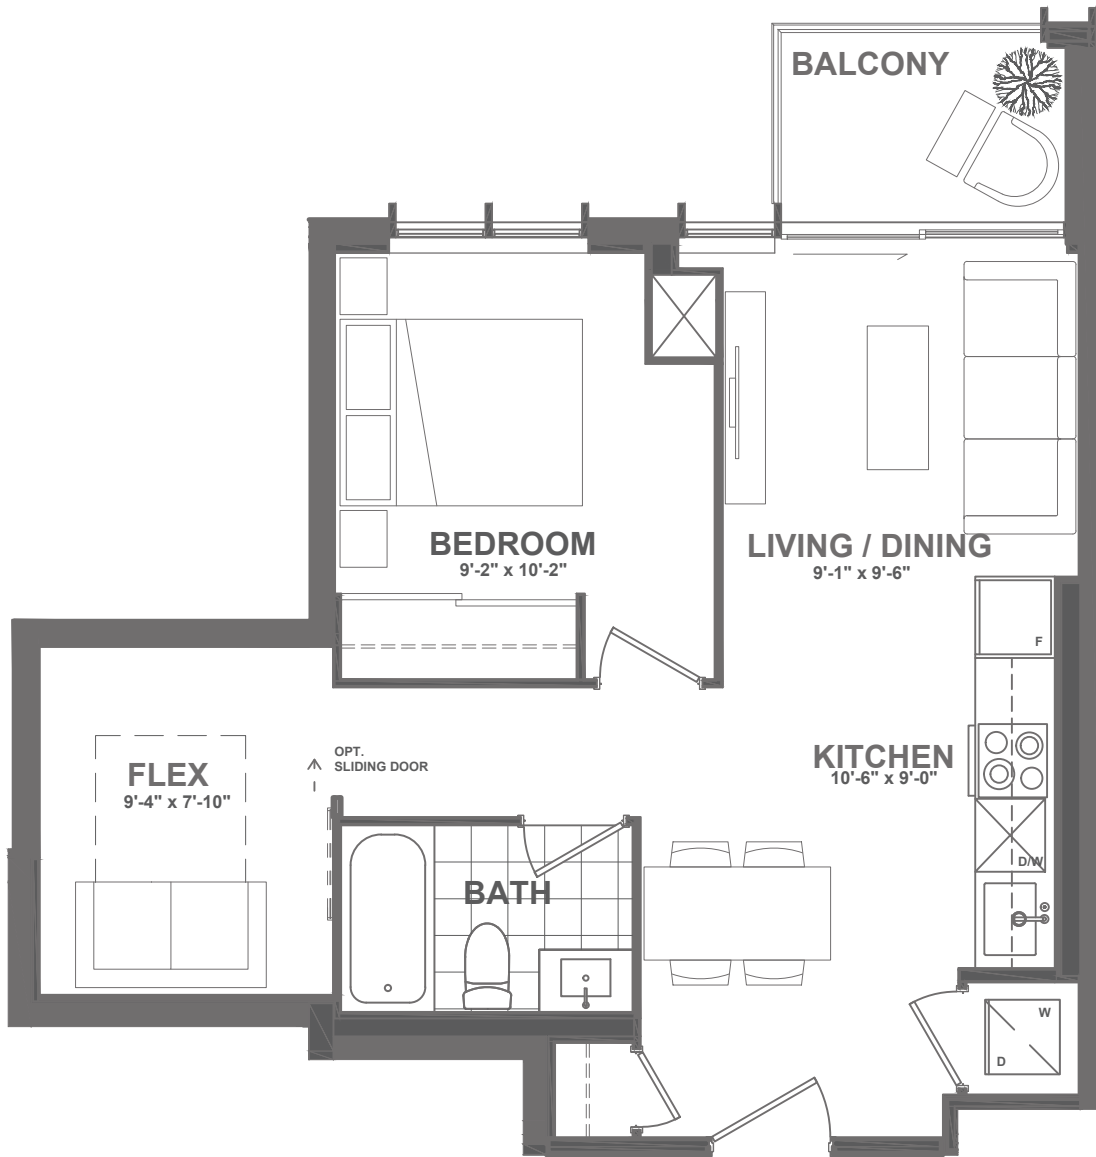 BALCONY
BEDROOM
9'-2" x 10'-2"
LIVING / DINING
9'-1" x 9'-6"
F
OPT.
SLIDING DOOR
FLEX
9'-4" x 7'-10"
KITCHEN
10'-6" x 9'-0"
D/W
BATH
W
D